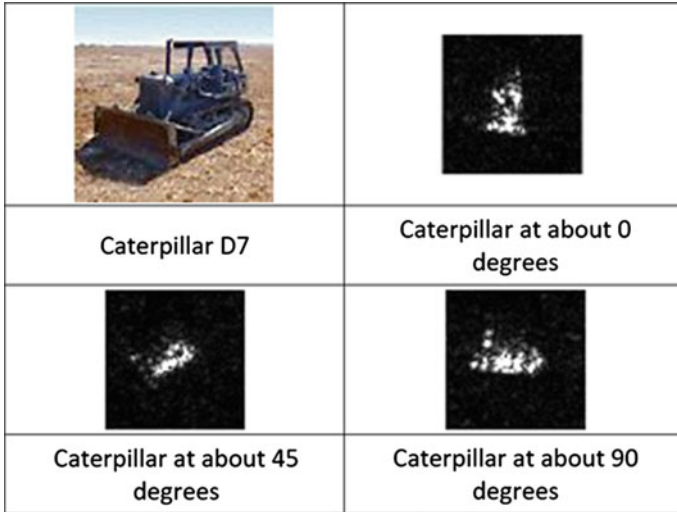 Caterpillar D7
Caterpillar at about 0
degrees
Caterpillar at about 45
degrees
Caterpillar at about 90
degrees